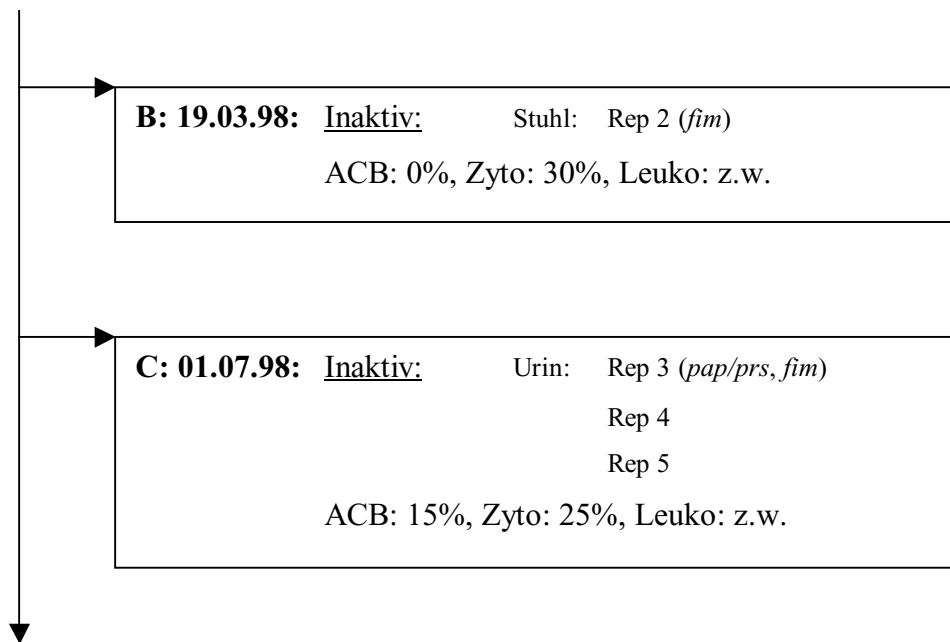 B: 19.03.98: Inaktiv: Stuhl: Rep 2 (fim)
ACB: 0%, Zyto: 30%, Leuko: z.w.
C: 01.07.98: Inaktiv: Urin: Rep 3 (pap/prs, fim)
Rep 4
Rep 5
ACB: 15%, Zyto: 25%, Leuko: z.w.